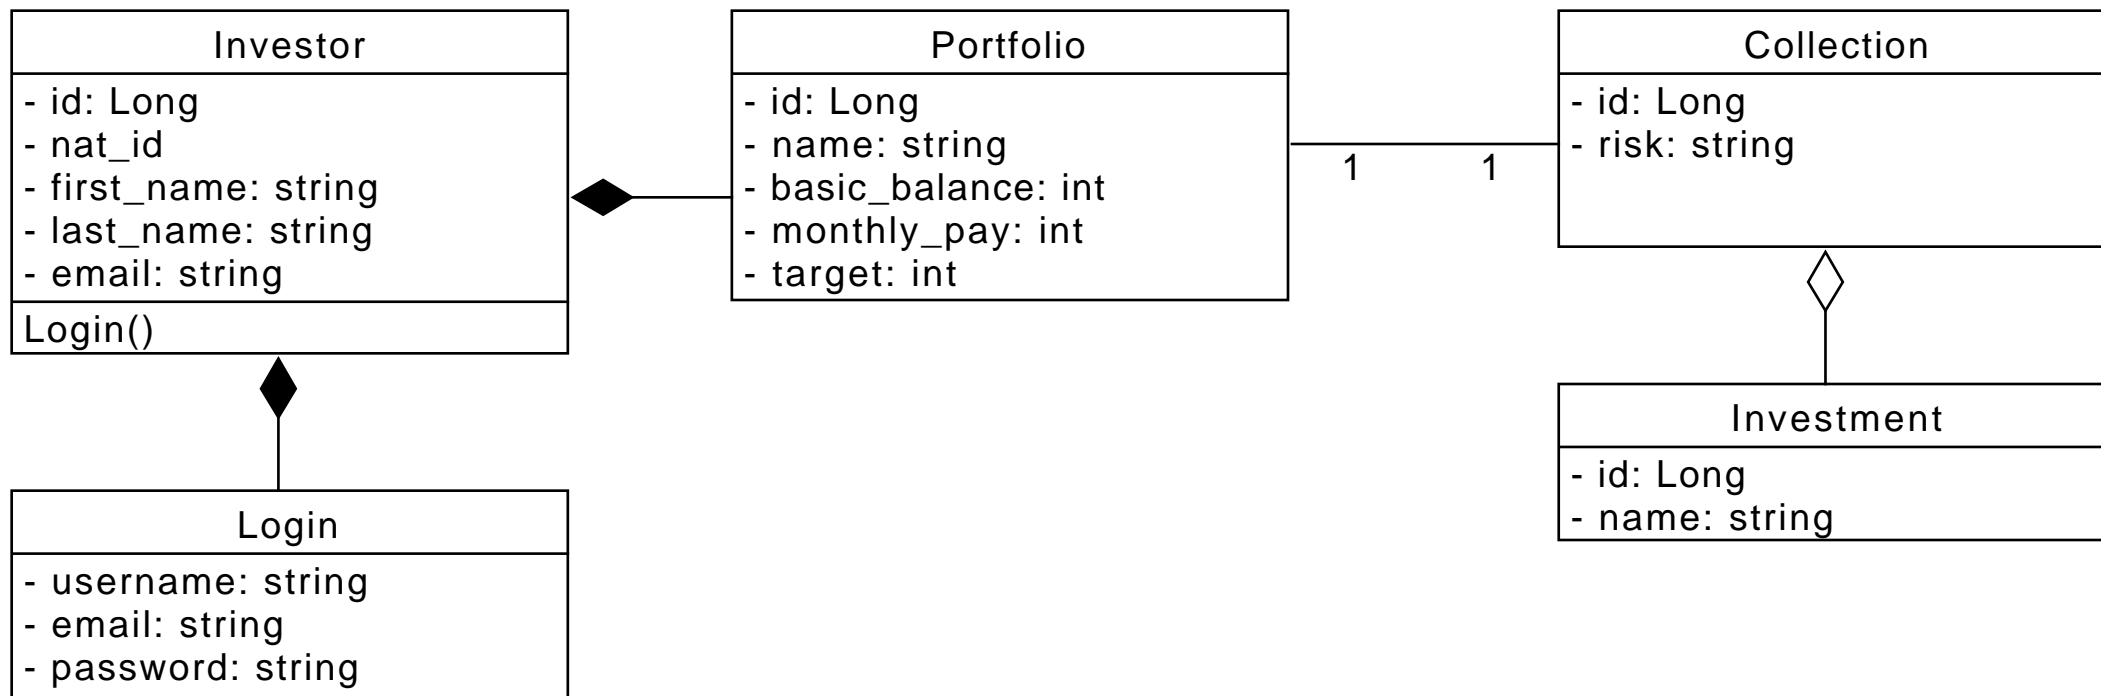 Investor
- id: Long
- nat_id
- first_name: string
- last_name: string
- email: string
Login()
Portfolio
- id: Long
- name: string
- basic_balance: int
- monthly_pay: int
- target: int
1
1
Collection
- id: Long
- risk: string
Investment
- id: Long
- name: string
Login
- username: string
- email: string
- password: string